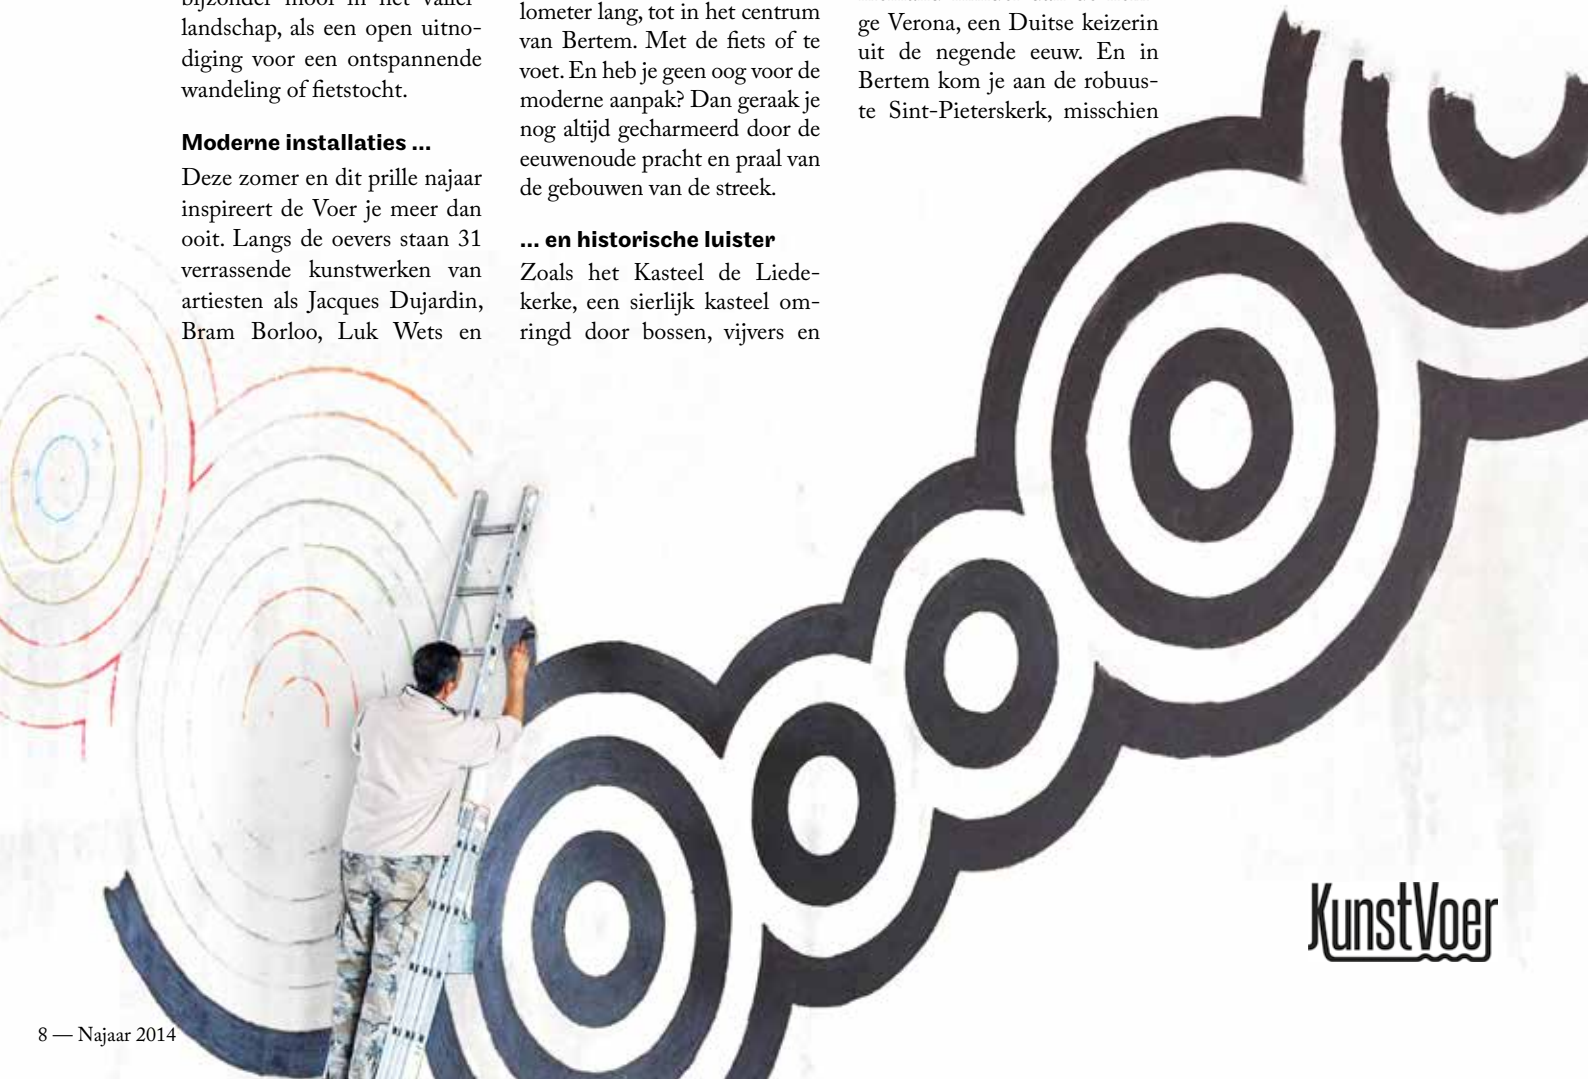 landschap, als een open uitno-
diging voor een ontspannende
wandeling of fietstocht.
Moderne installaties ...
Deze zomer en dit prille najaar
inspireert de Voer je meer dan
ooit. Langs de oevers staan 31
verrassende kunstwerken van
artiesten als Jacques Dujardin,
Bram Borloo, Luk Wets en
lometer lang, tot in het centrum
van Bertem. Met de fiets of te
voet. En heb je geen oog voor de
moderne aanpak? Dan geraak je
nog altijd gecharmeerd door de
eeuwenoude pracht en praal van
de gebouwen van de streek.
... en historische luister
Zoals het Kasteel de Liede-
kerke, een sierlijk kasteel om-
ringd door bossen, vijvers en
ge Verona, een Duitse keizerin
uit de negende eeuw. En in
Bertem kom je aan de robuus-
te Sint-Pieterskerk, misschien
KunstVoer
8 — Najaar 2014